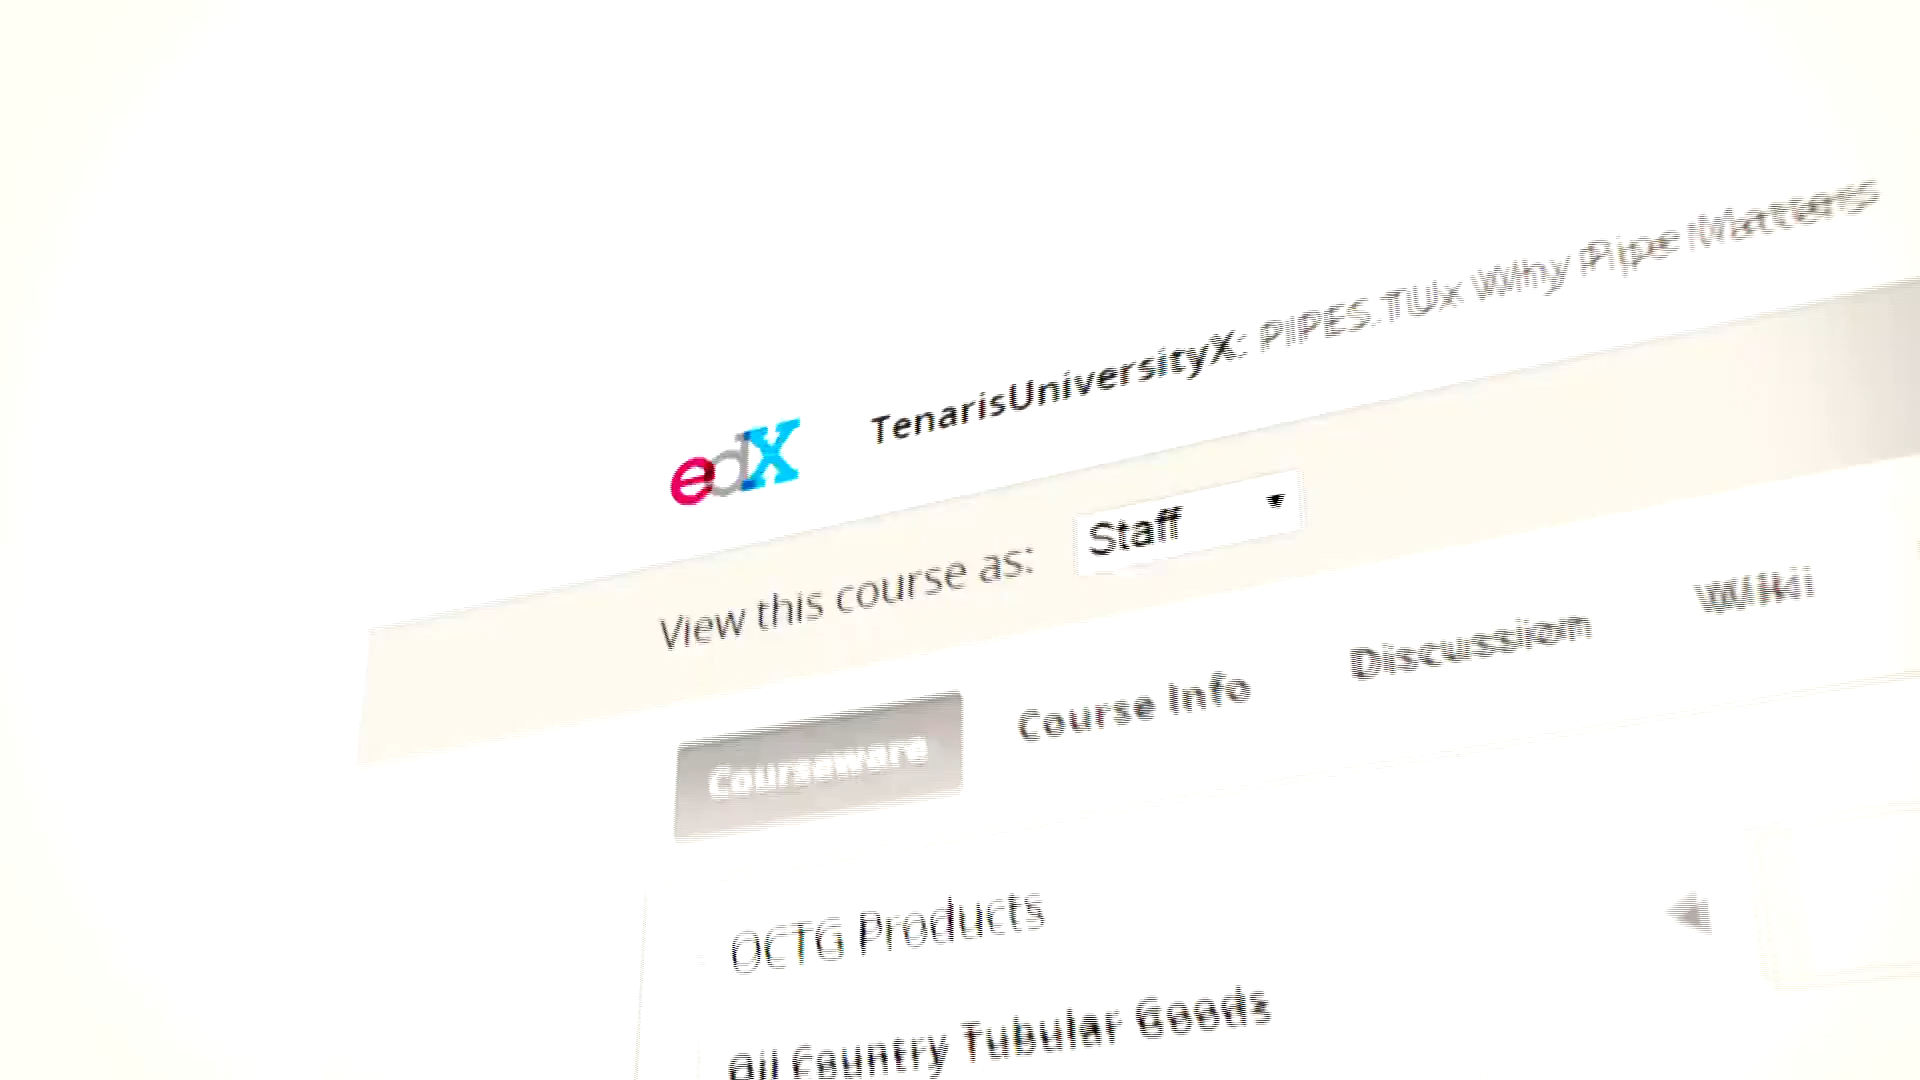 edX TenarisUniversityX: PIPES.TUx Why Pipe Matters
View this course as: Staff
Courseware Course Info Discussion Wiki
OCTG Products
Oil Country Tubular Goods